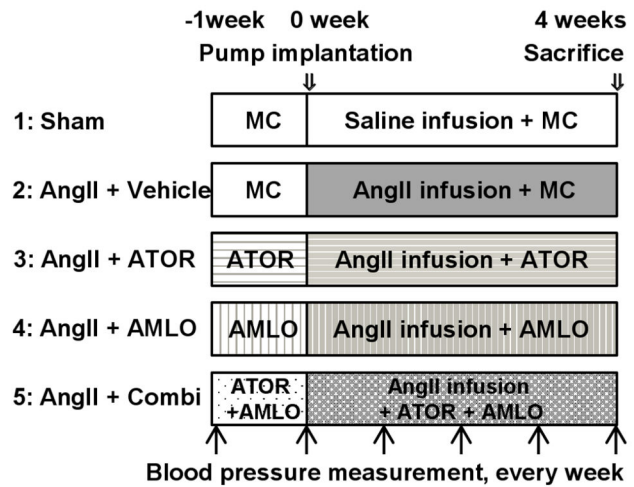 -1week 0 week 4 weeks
Pump implantation Sacrifice
1: Sham MC Saline infusion + MC
2: AngII + Vehicle MC AngII infusion + MC
3: AngII + ATOR ATOR AngII infusion + ATOR
4: AngII + AMLO AMLO AngII infusion + AMLO
5: AngII + Combi ATOR +AMLO AngII infusion + ATOR + AMLO
Blood pressure measurement, every week